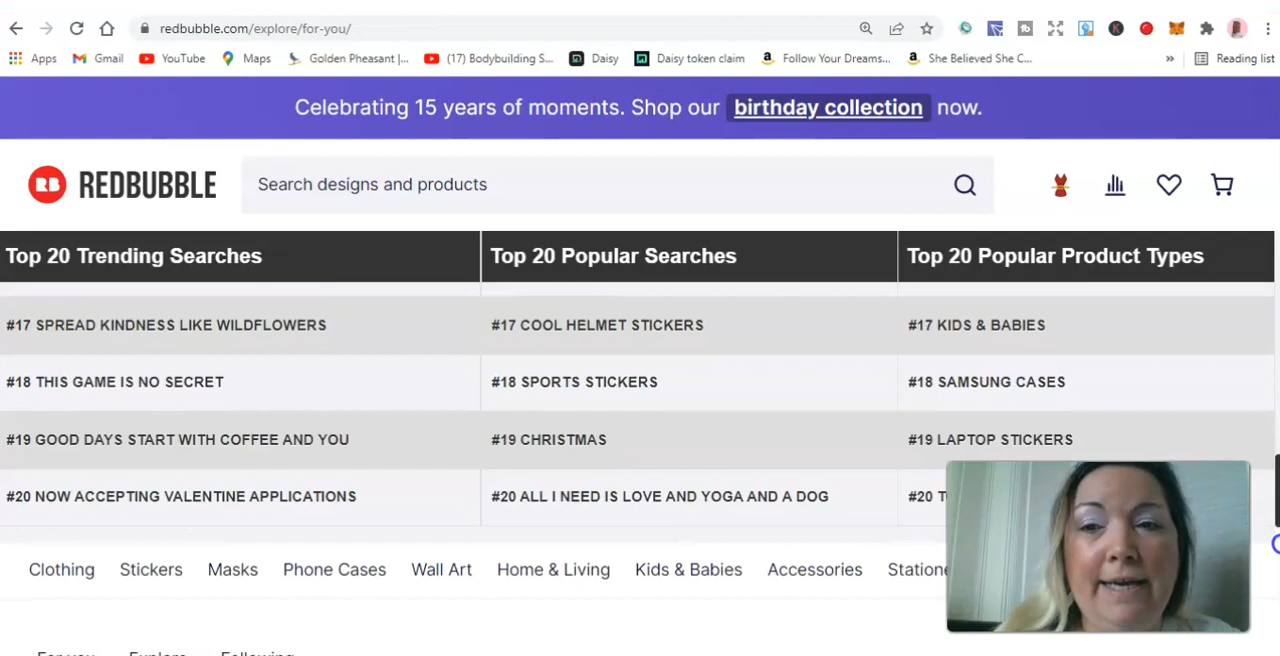 redbubble.com/explore/for-you/
Apps Gmail YouTube Maps Golden Pheasant |... (17) Bodybuilding S... Daisy Daisy token claim Follow Your Dreams... She Believed She C... » Reading list
Celebrating 15 years of moments. Shop our birthday collection now.
RB REDBUBBLE Search designs and products
Top 20 Trending Searches Top 20 Popular Searches Top 20 Popular Product Types
#17 SPREAD KINDNESS LIKE WILDFLOWERS #17 COOL HELMET STICKERS #17 KIDS & BABIES
#18 THIS GAME IS NO SECRET #18 SPORTS STICKERS #18 SAMSUNG CASES
#19 GOOD DAYS START WITH COFFEE AND YOU #19 CHRISTMAS #19 LAPTOP STICKERS
#20 NOW ACCEPTING VALENTINE APPLICATIONS #20 ALL I NEED IS LOVE AND YOGA AND A DOG #20
Clothing Stickers Masks Phone Cases Wall Art Home & Living Kids & Babies Accessories
For you Explore Following